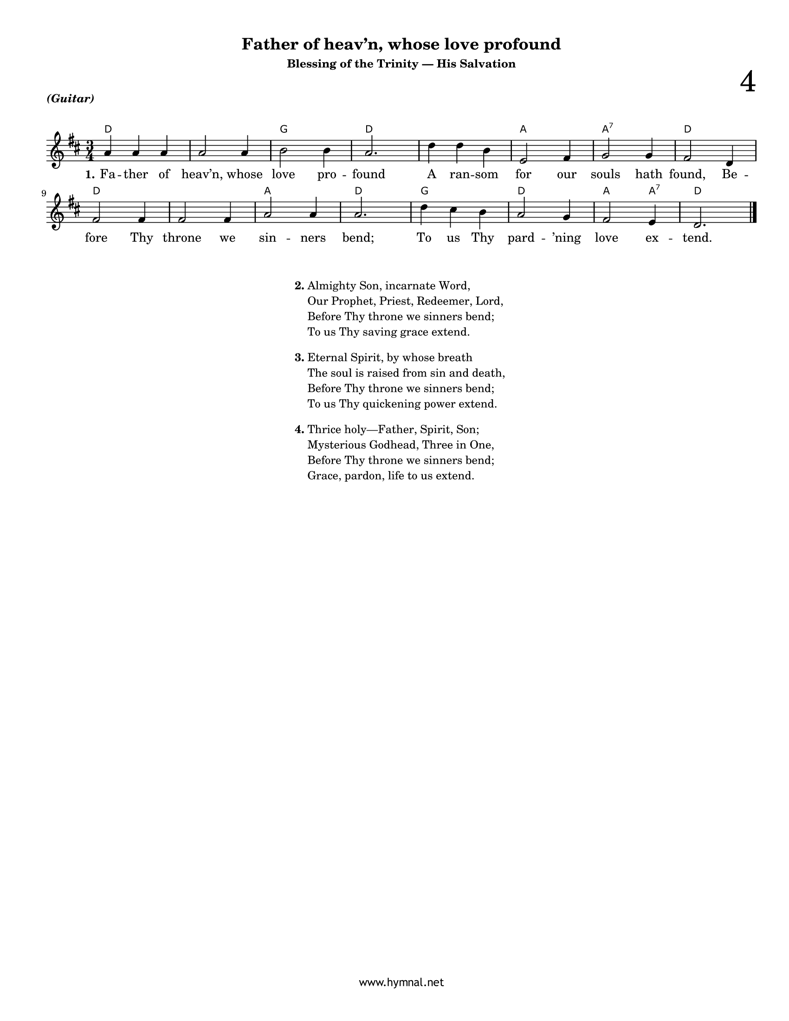 Father of heav’n, whose love profound
Blessing of the Trinity — His Salvation
4
(Guitar)
D G D A A7 D
3
4
1. Fa - ther of heav’n, whose love pro - found A ran-som for our souls hath found, Be -
9
D A D G D A A7 D
fore Thy throne we sin - ners bend; To us Thy pard - ’ning love ex - tend.
2. Almighty Son, incarnate Word,
Our Prophet, Priest, Redeemer, Lord,
Before Thy throne we sinners bend;
To us Thy saving grace extend.
3. Eternal Spirit, by whose breath
The soul is raised from sin and death,
Before Thy throne we sinners bend;
To us Thy quickening power extend.
4. Thrice holy—Father, Spirit, Son;
Mysterious Godhead, Three in One,
Before Thy throne we sinners bend;
Grace, pardon, life to us extend.
www.hymnal.net